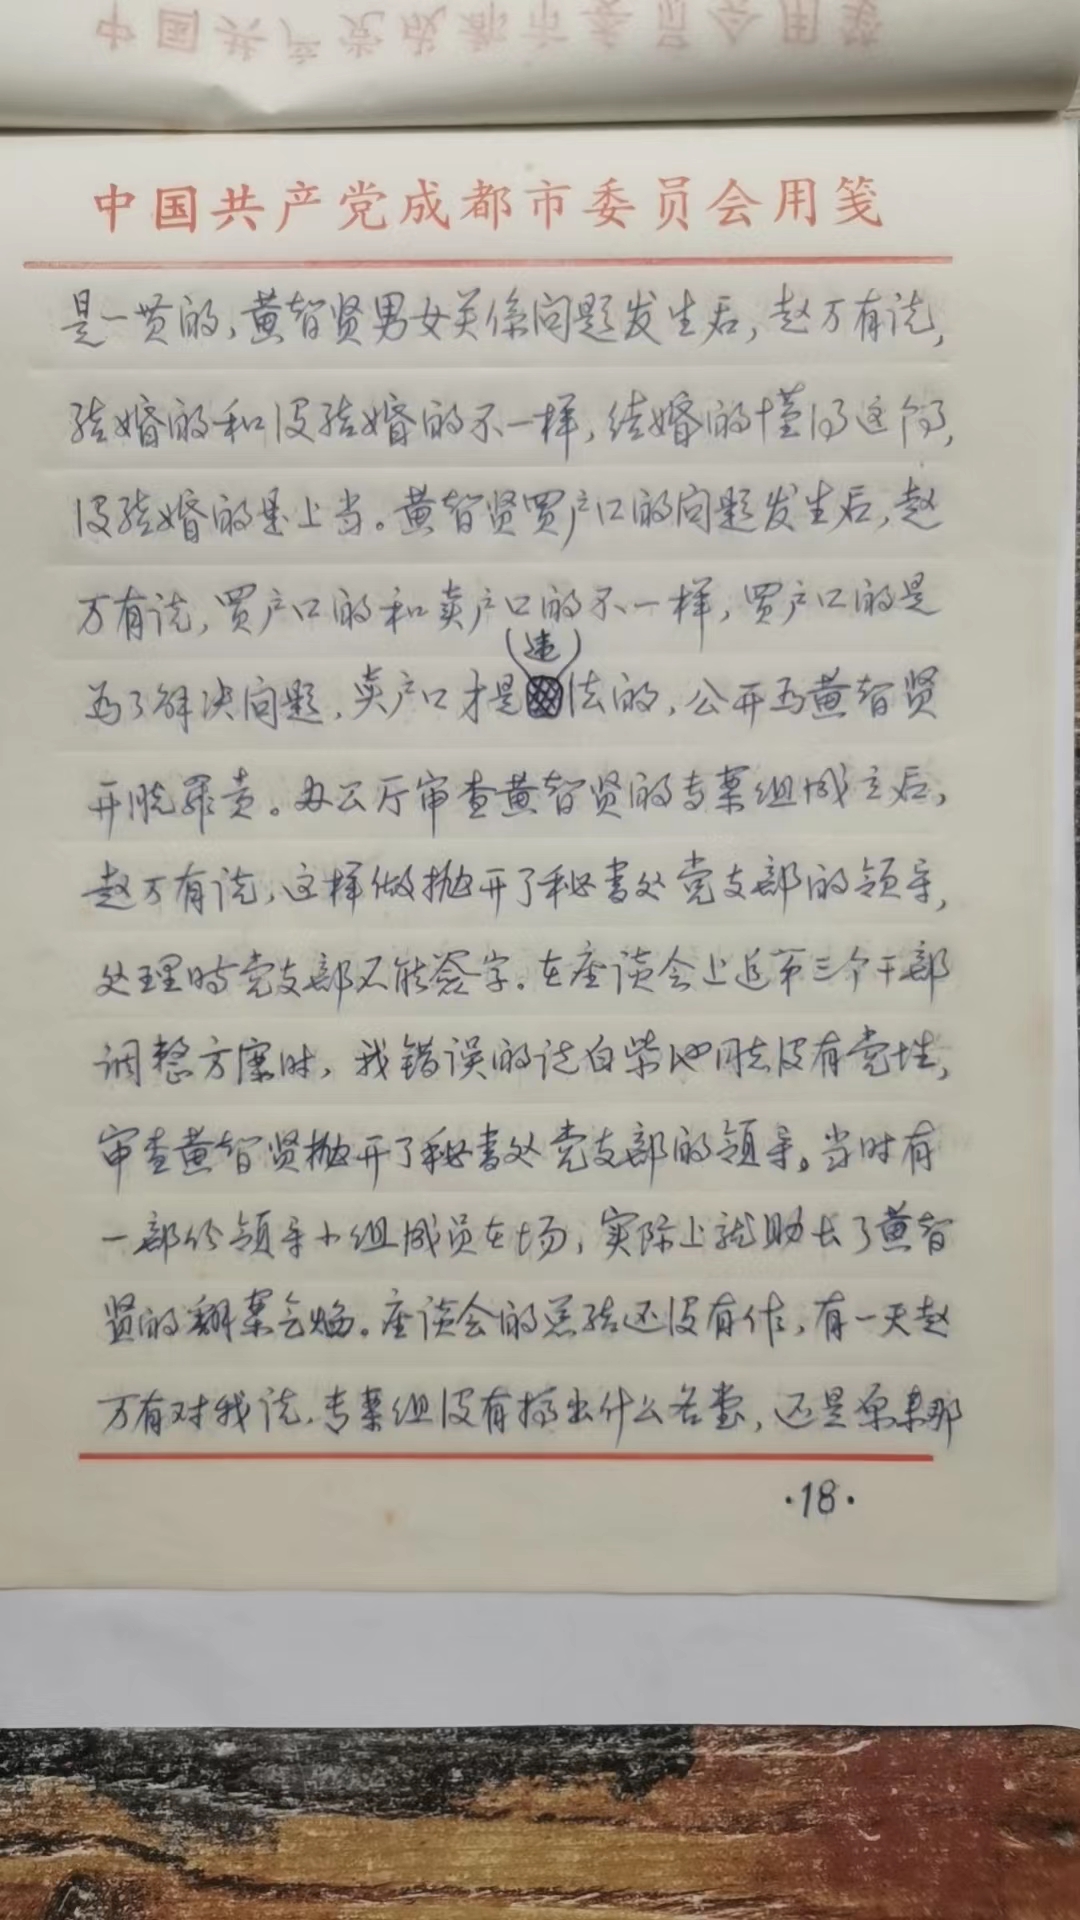 中国共产党成都市委员会用笺
是一贯的,黄智贤男女关係问题发生后,赵万有说,
结婚的和没结婚的不一样,结婚的懂得这个,
没结婚的是上当。黄智贤买户口的问题发生后,赵
万有说,买户口的和卖户口的不一样,买户口的是
(违)
为了解决问题,卖户口才是法的,公开为黄智贤
开脱罪责。办公厅审查黄智贤的专案组成立后,
赵万有说,这样做抛开了秘书处党支部的领导,
处理时党支部不能签字。在座谈会上追第三个干部
调整方案时,我错误的说白柴池同志没有党性,
审查黄智贤抛开了秘书处党支部的领导。当时有
一部份领导小组成员在场,实际上就助长了黄智
贤的翻案气焰。座谈会的总结还没有作,有一天赵
万有对我说,专案组没有搞出什么名堂,还是原来那
·18·